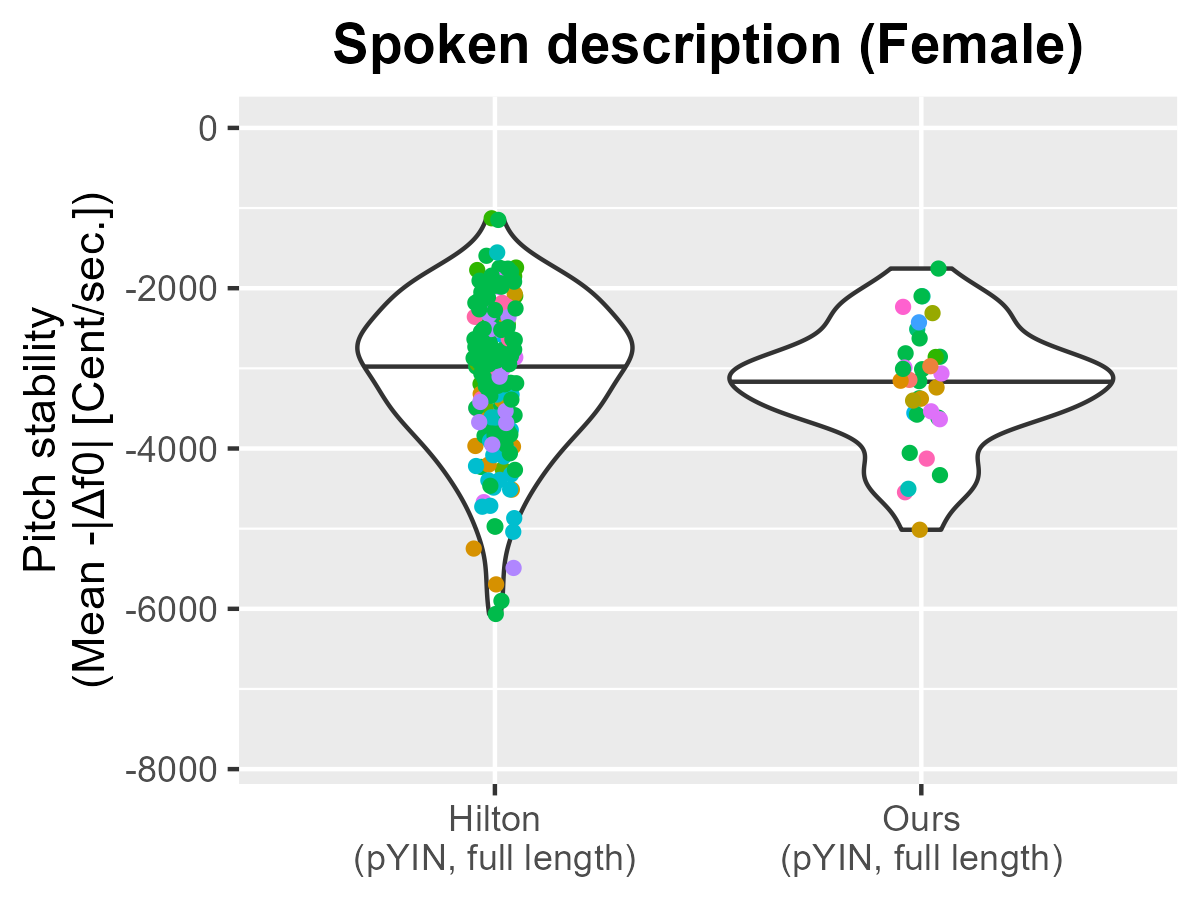 Spoken description (Female)
Pitch stability
(Mean -|Δf0| [Cent/sec.])
0
-2000
-4000
-6000
-8000
Hilton
(pYIN, full length)
Ours
(pYIN, full length)